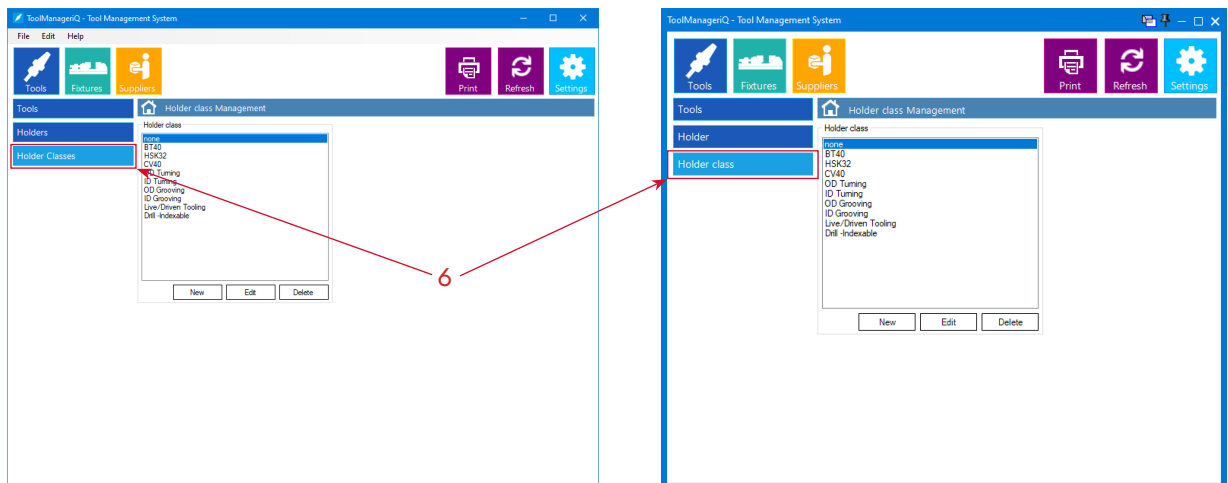 ToolManageriQ - Tool Management System
File Edit Help
Tools Fixtures Suppliers Print Refresh Settings
Tools
Holder class Management
Holders
Holder Classes
Holder class
none
BT40
HSK32
CV40
OD Turning
ID Turning
OD Grooving
ID Grooving
Live/Driven Tooling
Drill -Indexable
New Edit Delete
6
ToolManageriQ - Tool Management System
Tools Fixtures Suppliers Print Refresh Settings
Tools
Holder class Management
Holder
Holder class
Holder class
none
BT40
HSK32
CV40
OD Turning
ID Turning
OD Grooving
ID Grooving
Live/Driven Tooling
Drill -Indexable
New Edit Delete